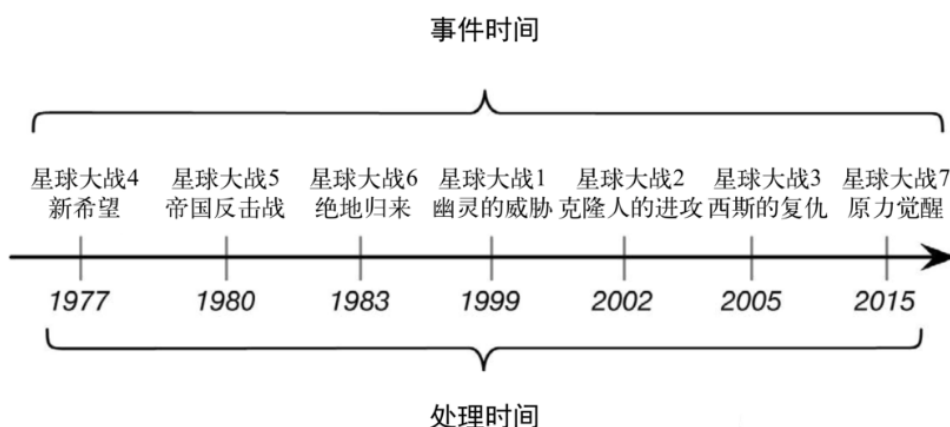 事件时间
星球大战4 星球大战5 星球大战6 星球大战1 星球大战2 星球大战3 星球大战7
新希望 帝国反击战 绝地归来 幽灵的威胁 克隆人的进攻 西斯的复仇 原力觉醒
1977 1980 1983 1999 2002 2005 2015
处理时间